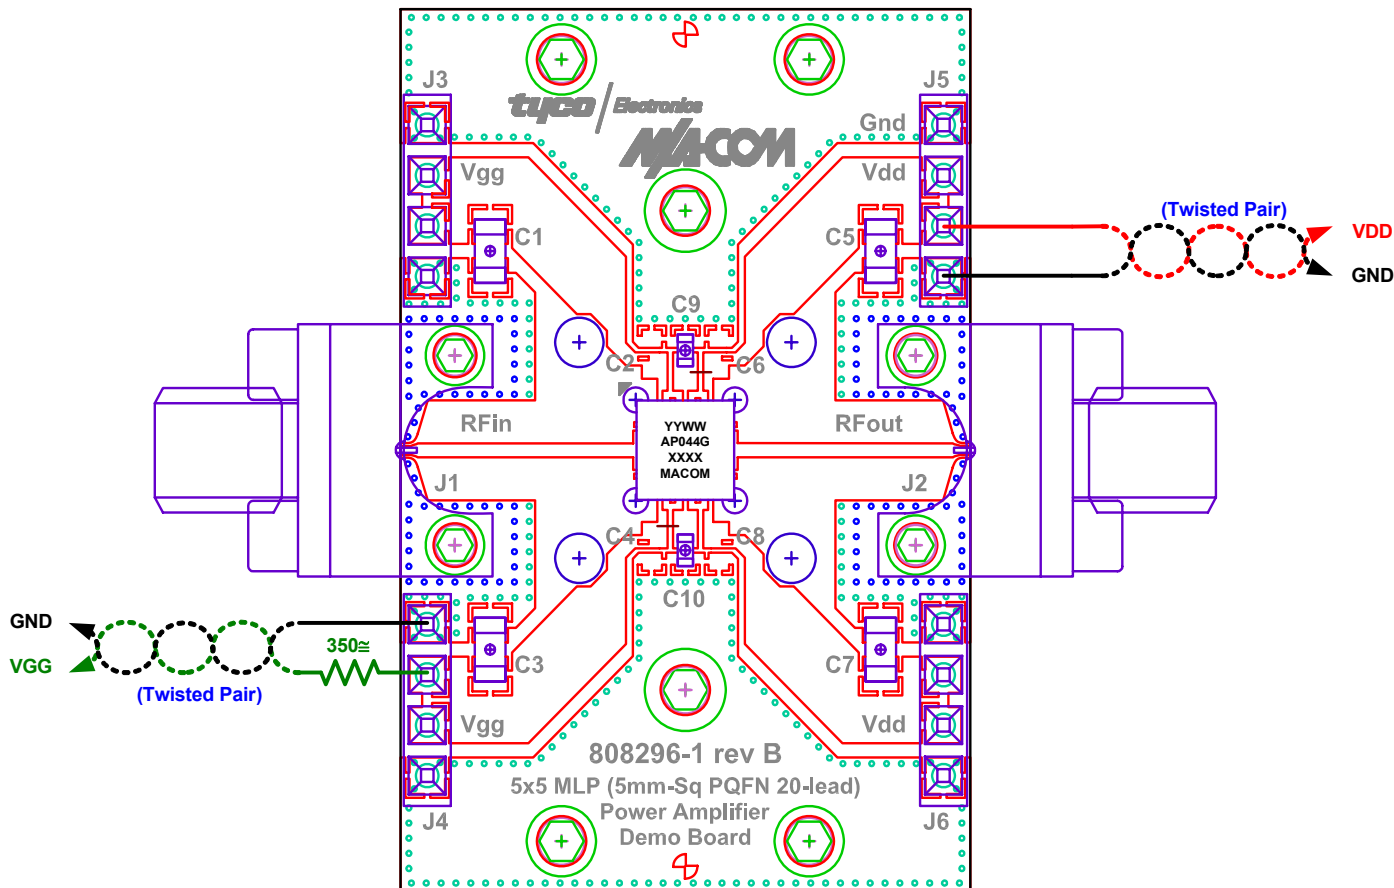 J3
J5
tyco / Electronics
M/A-COM
Gnd
Vgg
Vdd
(Twisted Pair)
VDD
GND
C1
C5
C9
C2
C6
RFin
RFout
YYWW
AP044G
XXXX
MACOM
J1
J2
C4
C8
C10
GND
VGG
350≅
(Twisted Pair)
C3
C7
Vgg
Vdd
808296-1 rev B
5x5 MLP (5mm-Sq PQFN 20-lead)
Power Amplifier
Demo Board
J4
J6